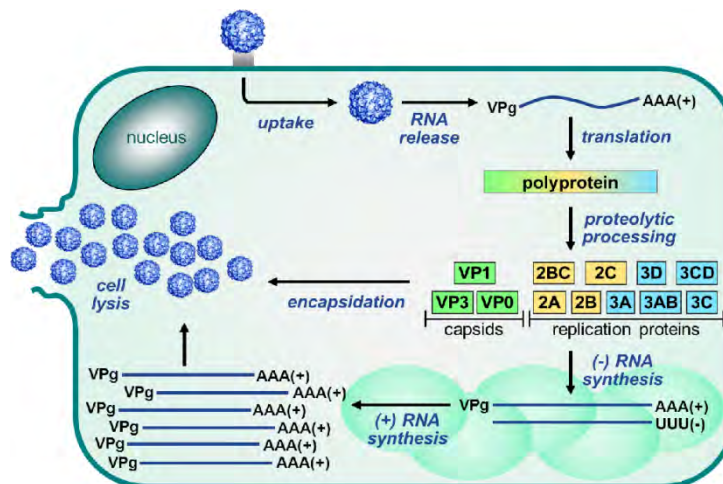 nucleus
uptake
RNA
release
VPg
AAA(+)
translation
polyprotein
proteolytic
processing
VP1
VP3 VP0
capsids
2BC 2C 3D 3CD
2A 2B 3A 3AB 3C
replication proteins
encapsidation
cell
lysis
(-) RNA
synthesis
VPg AAA(+)
UUU(-)
(+) RNA
synthesis
VPg AAA(+)
VPg AAA(+)
VPg AAA(+)
VPg AAA(+)
VPg AAA(+)
VPg AAA(+)